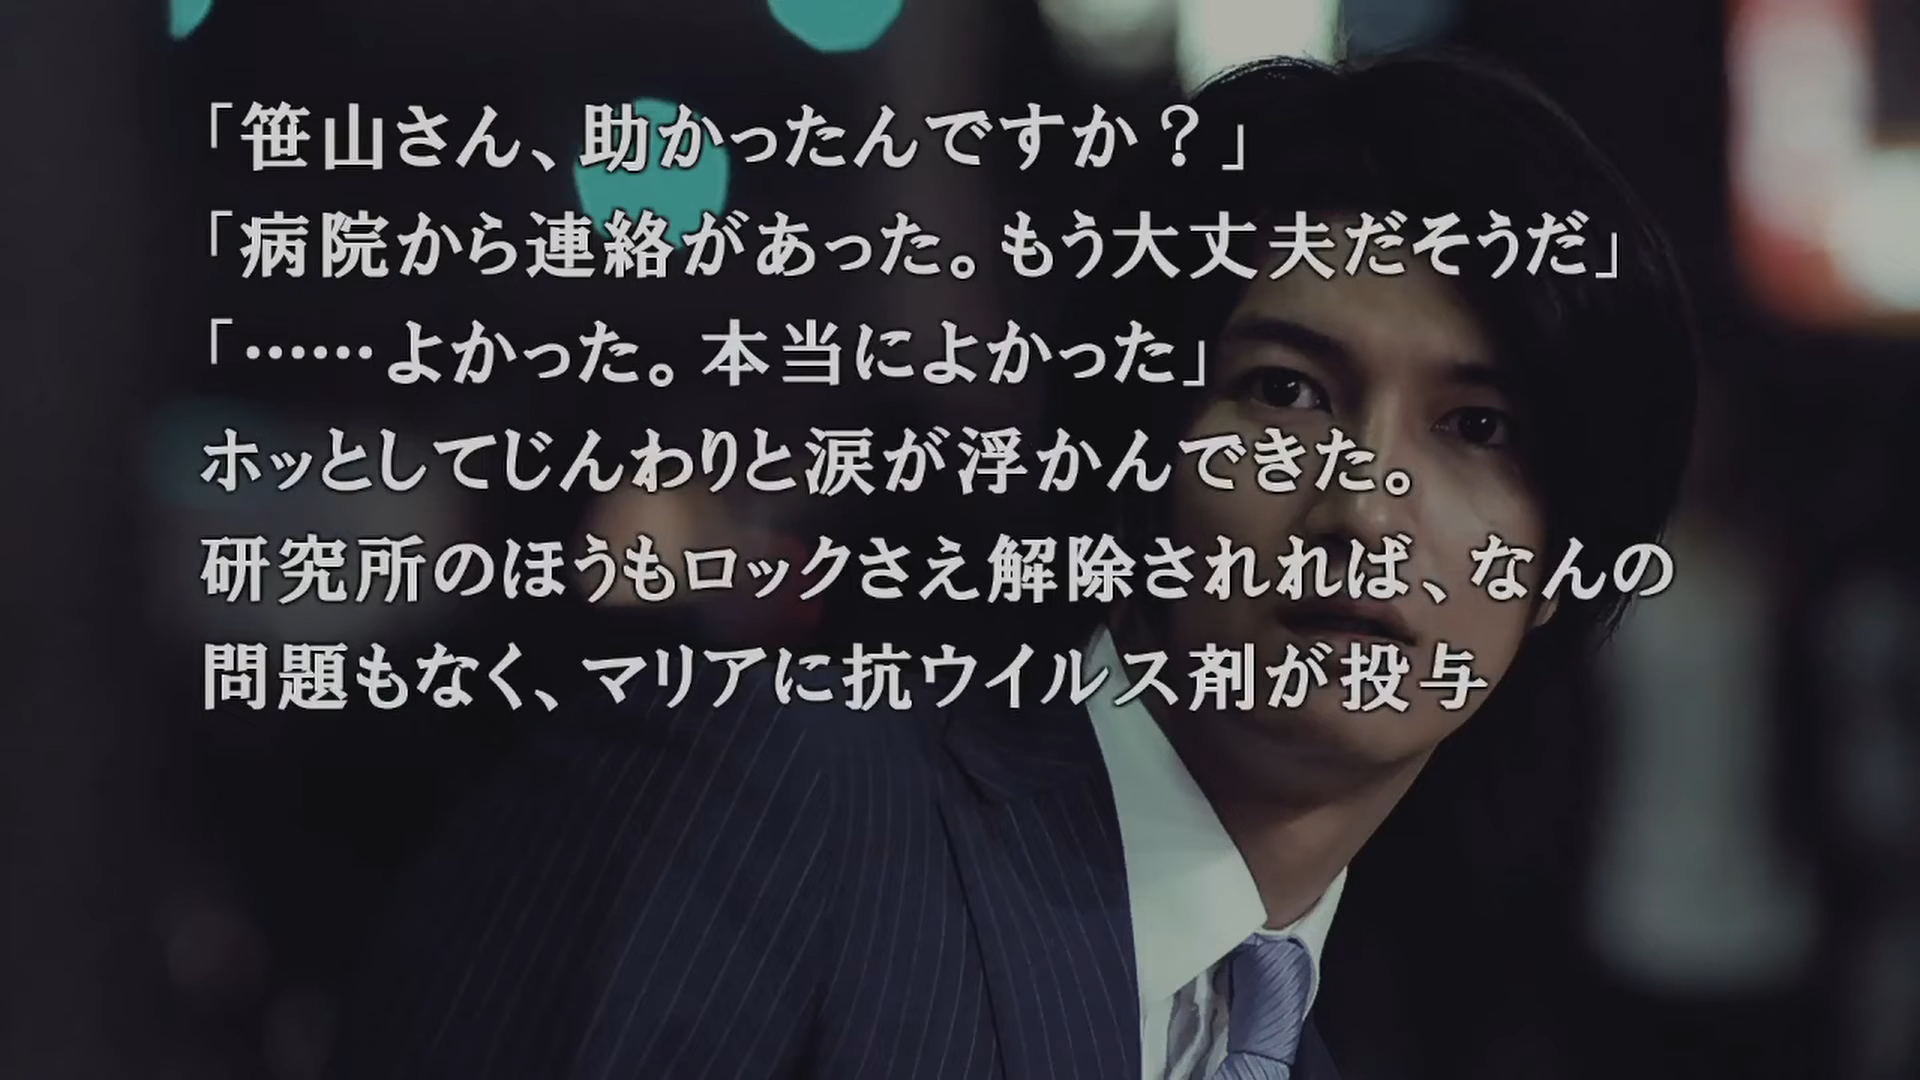 「笹山さん、助かったんですか？」
「病院から連絡があった。もう大丈夫だそうだ」
「……よかった。本当によかった」
ホッとしてじんわりと涙が浮かんできた。
研究所のほうもロックさえ解除されれば、なんの
問題もなく、マリアに抗ウイルス剤が投与